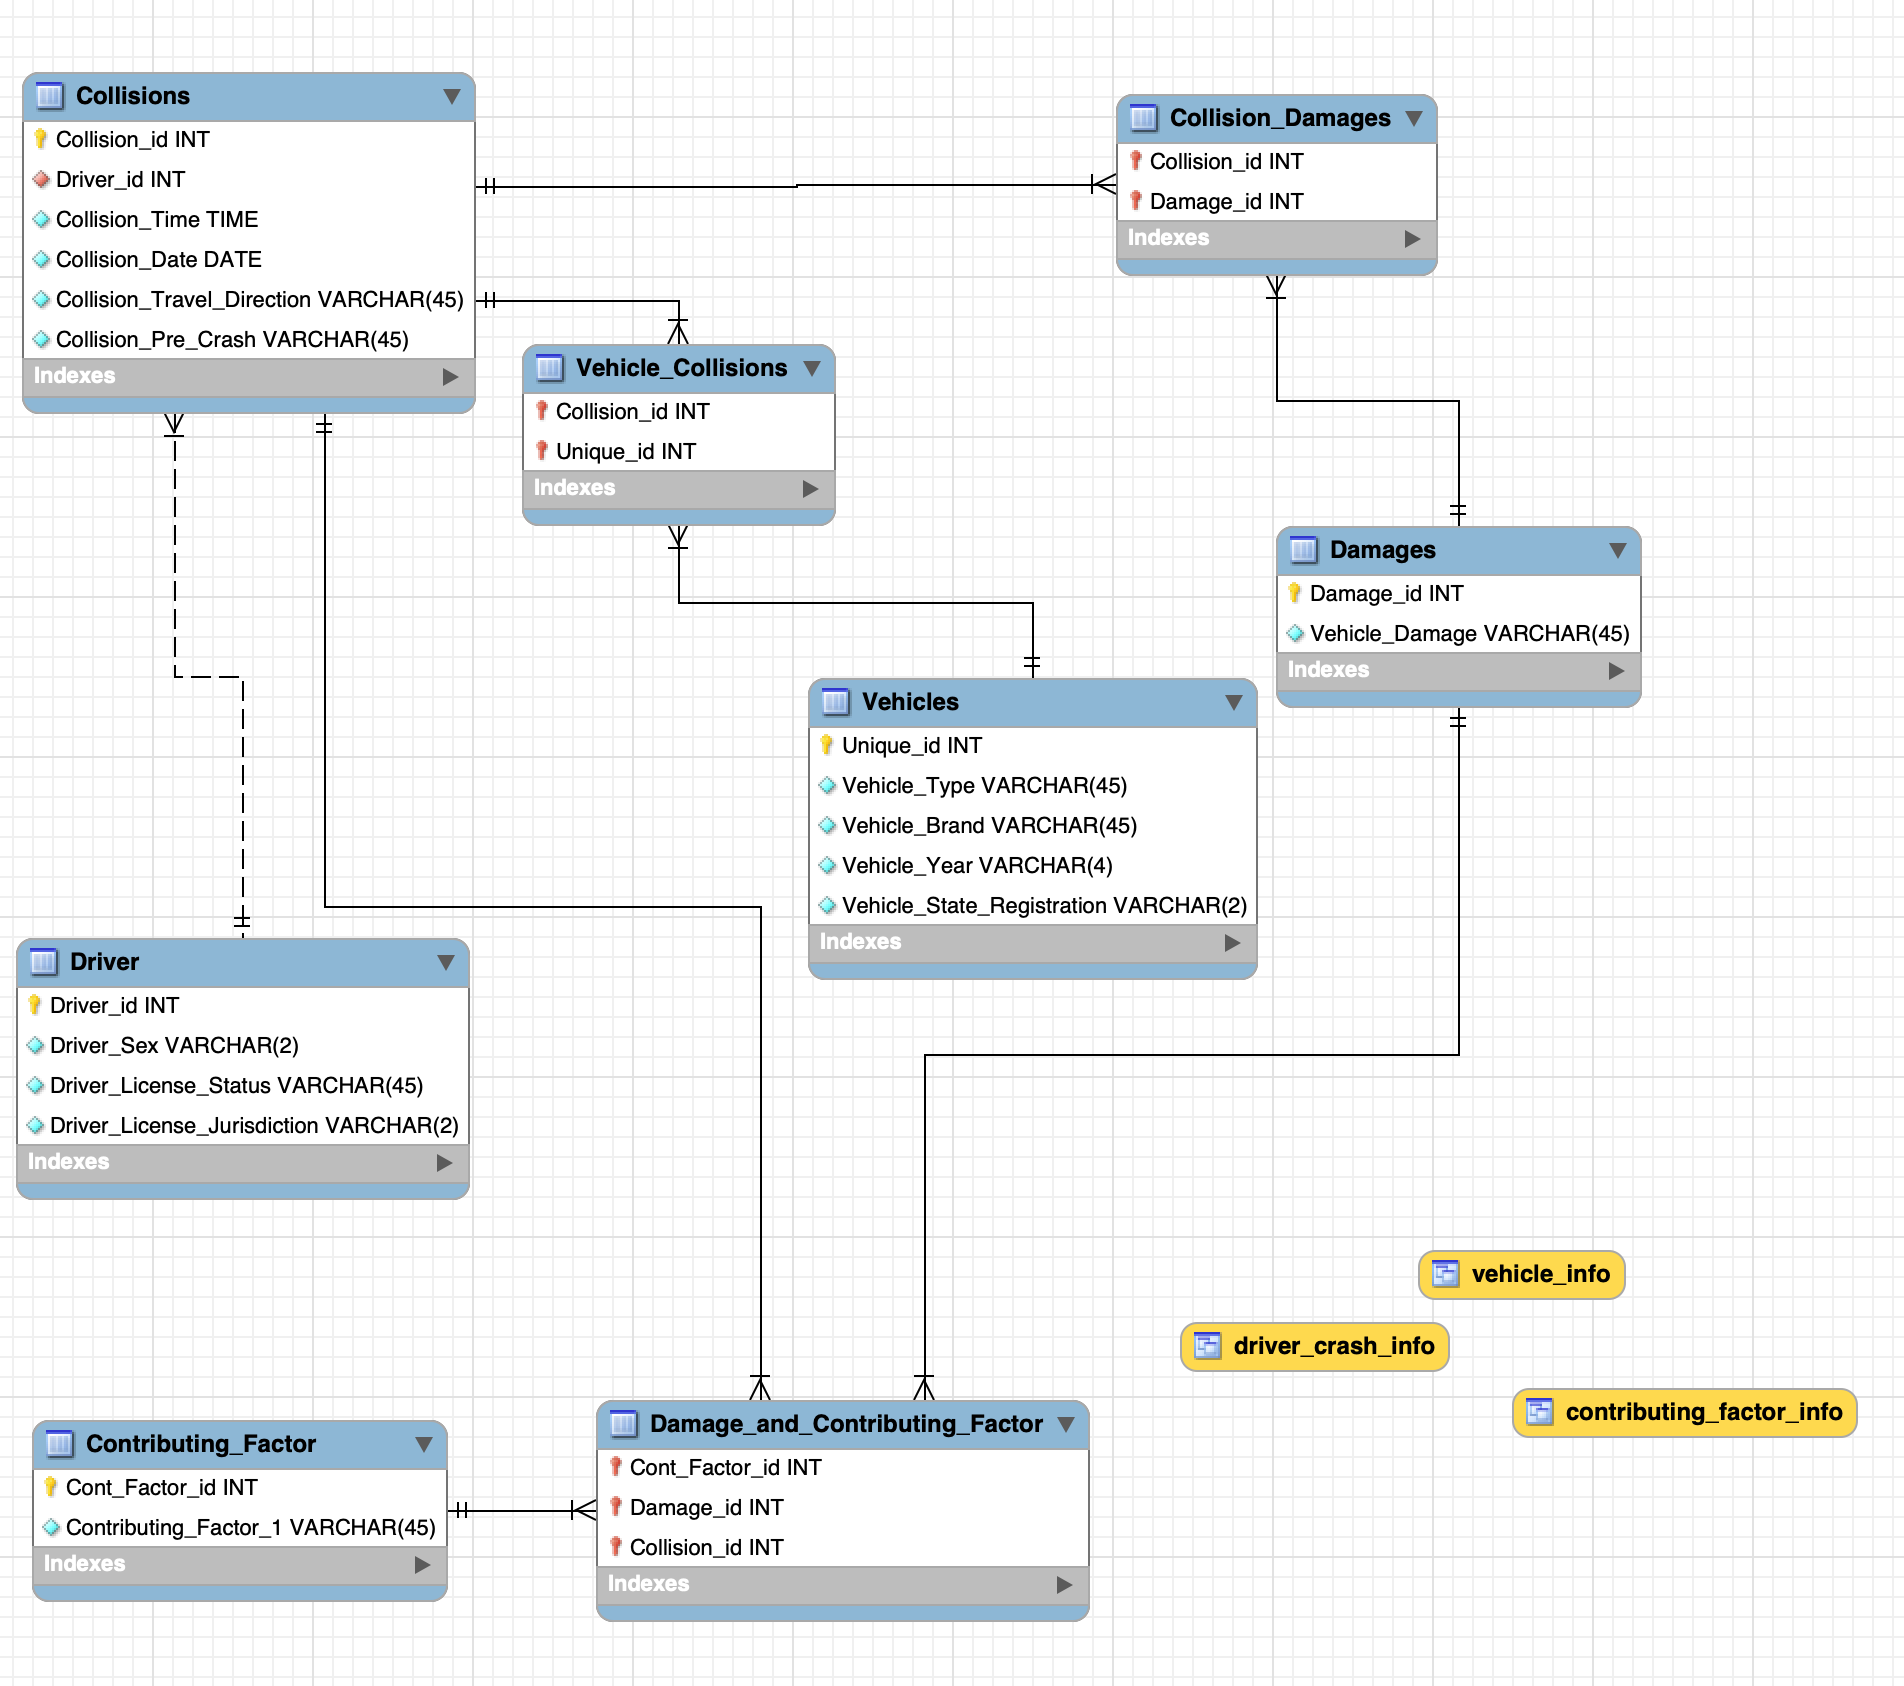 Collisions
Collision_id INT
Driver_id INT
Collision_Time TIME
Collision_Date DATE
Collision_Travel_Direction VARCHAR(45)
Collision_Pre_Crash VARCHAR(45)
Indexes
Collision_Damages
Collision_id INT
Damage_id INT
Indexes
Vehicle_Collisions
Collision_id INT
Unique_id INT
Indexes
Damages
Damage_id INT
Vehicle_Damage VARCHAR(45)
Indexes
Vehicles
Unique_id INT
Vehicle_Type VARCHAR(45)
Vehicle_Brand VARCHAR(45)
Vehicle_Year VARCHAR(4)
Vehicle_State_Registration VARCHAR(2)
Indexes
Driver
Driver_id INT
Driver_Sex VARCHAR(2)
Driver_License_Status VARCHAR(45)
Driver_License_Jurisdiction VARCHAR(2)
Indexes
vehicle_info
driver_crash_info
contributing_factor_info
Contributing_Factor
Cont_Factor_id INT
Contributing_Factor_1 VARCHAR(45)
Indexes
Damage_and_Contributing_Factor
Cont_Factor_id INT
Damage_id INT
Collision_id INT
Indexes